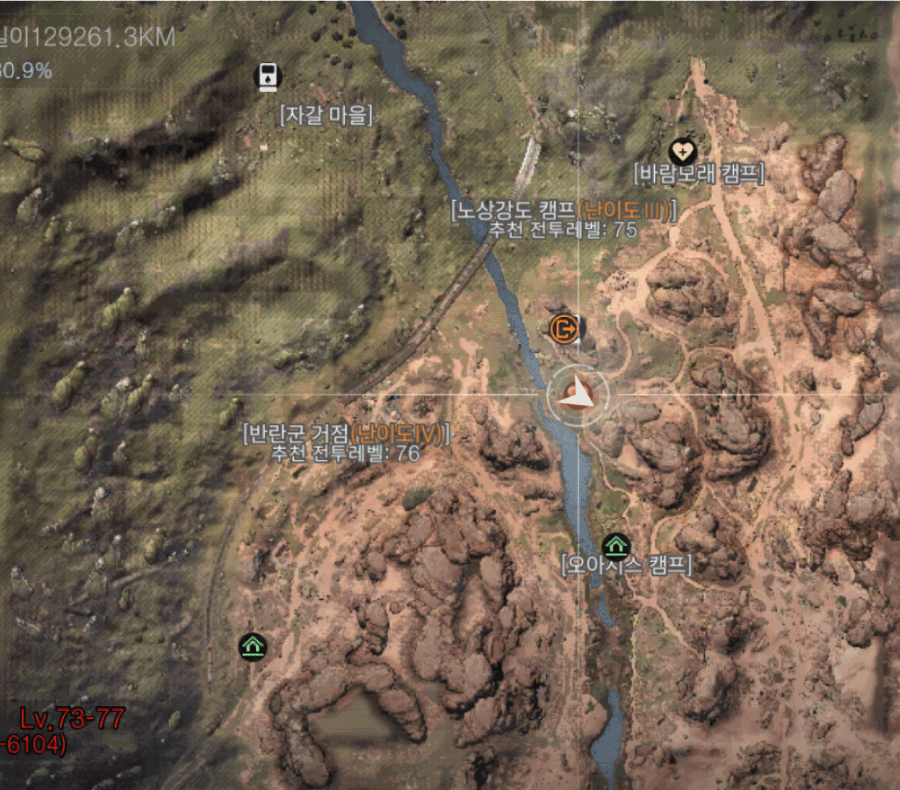 길이129261.3KM
30.9%
[자갈 마을]
[바람모래 캠프]
[노상강도 캠프(난이도III)]
추천 전투레벨: 75
[반란군 거점(난이도IV)]
추천 전투레벨: 76
[오아시스 캠프]
Lv.73-77
-6104)